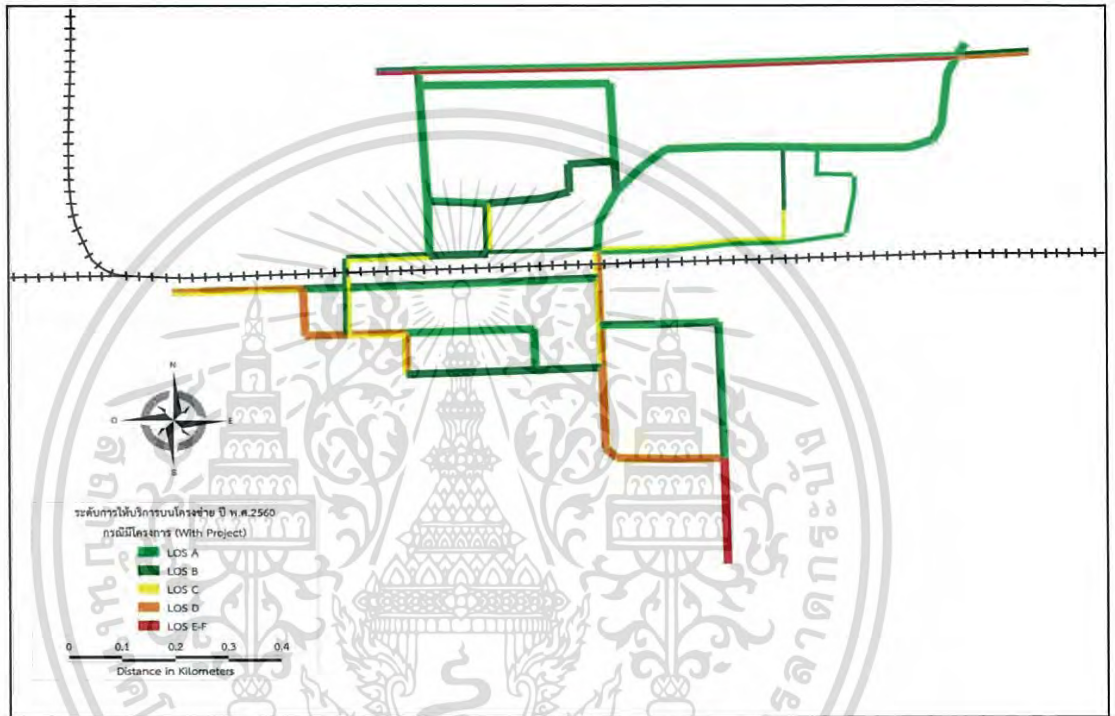 N
O
E
S
ระดับการให้บริการบนโครงข่าย ปี พ.ศ.2560
กรณีมีโครงการ (With Project)
LOS A
LOS B
LOS C
LOS D
LOS E-F
0 0.1 0.2 0.3 0.4
Distance in Kilometers